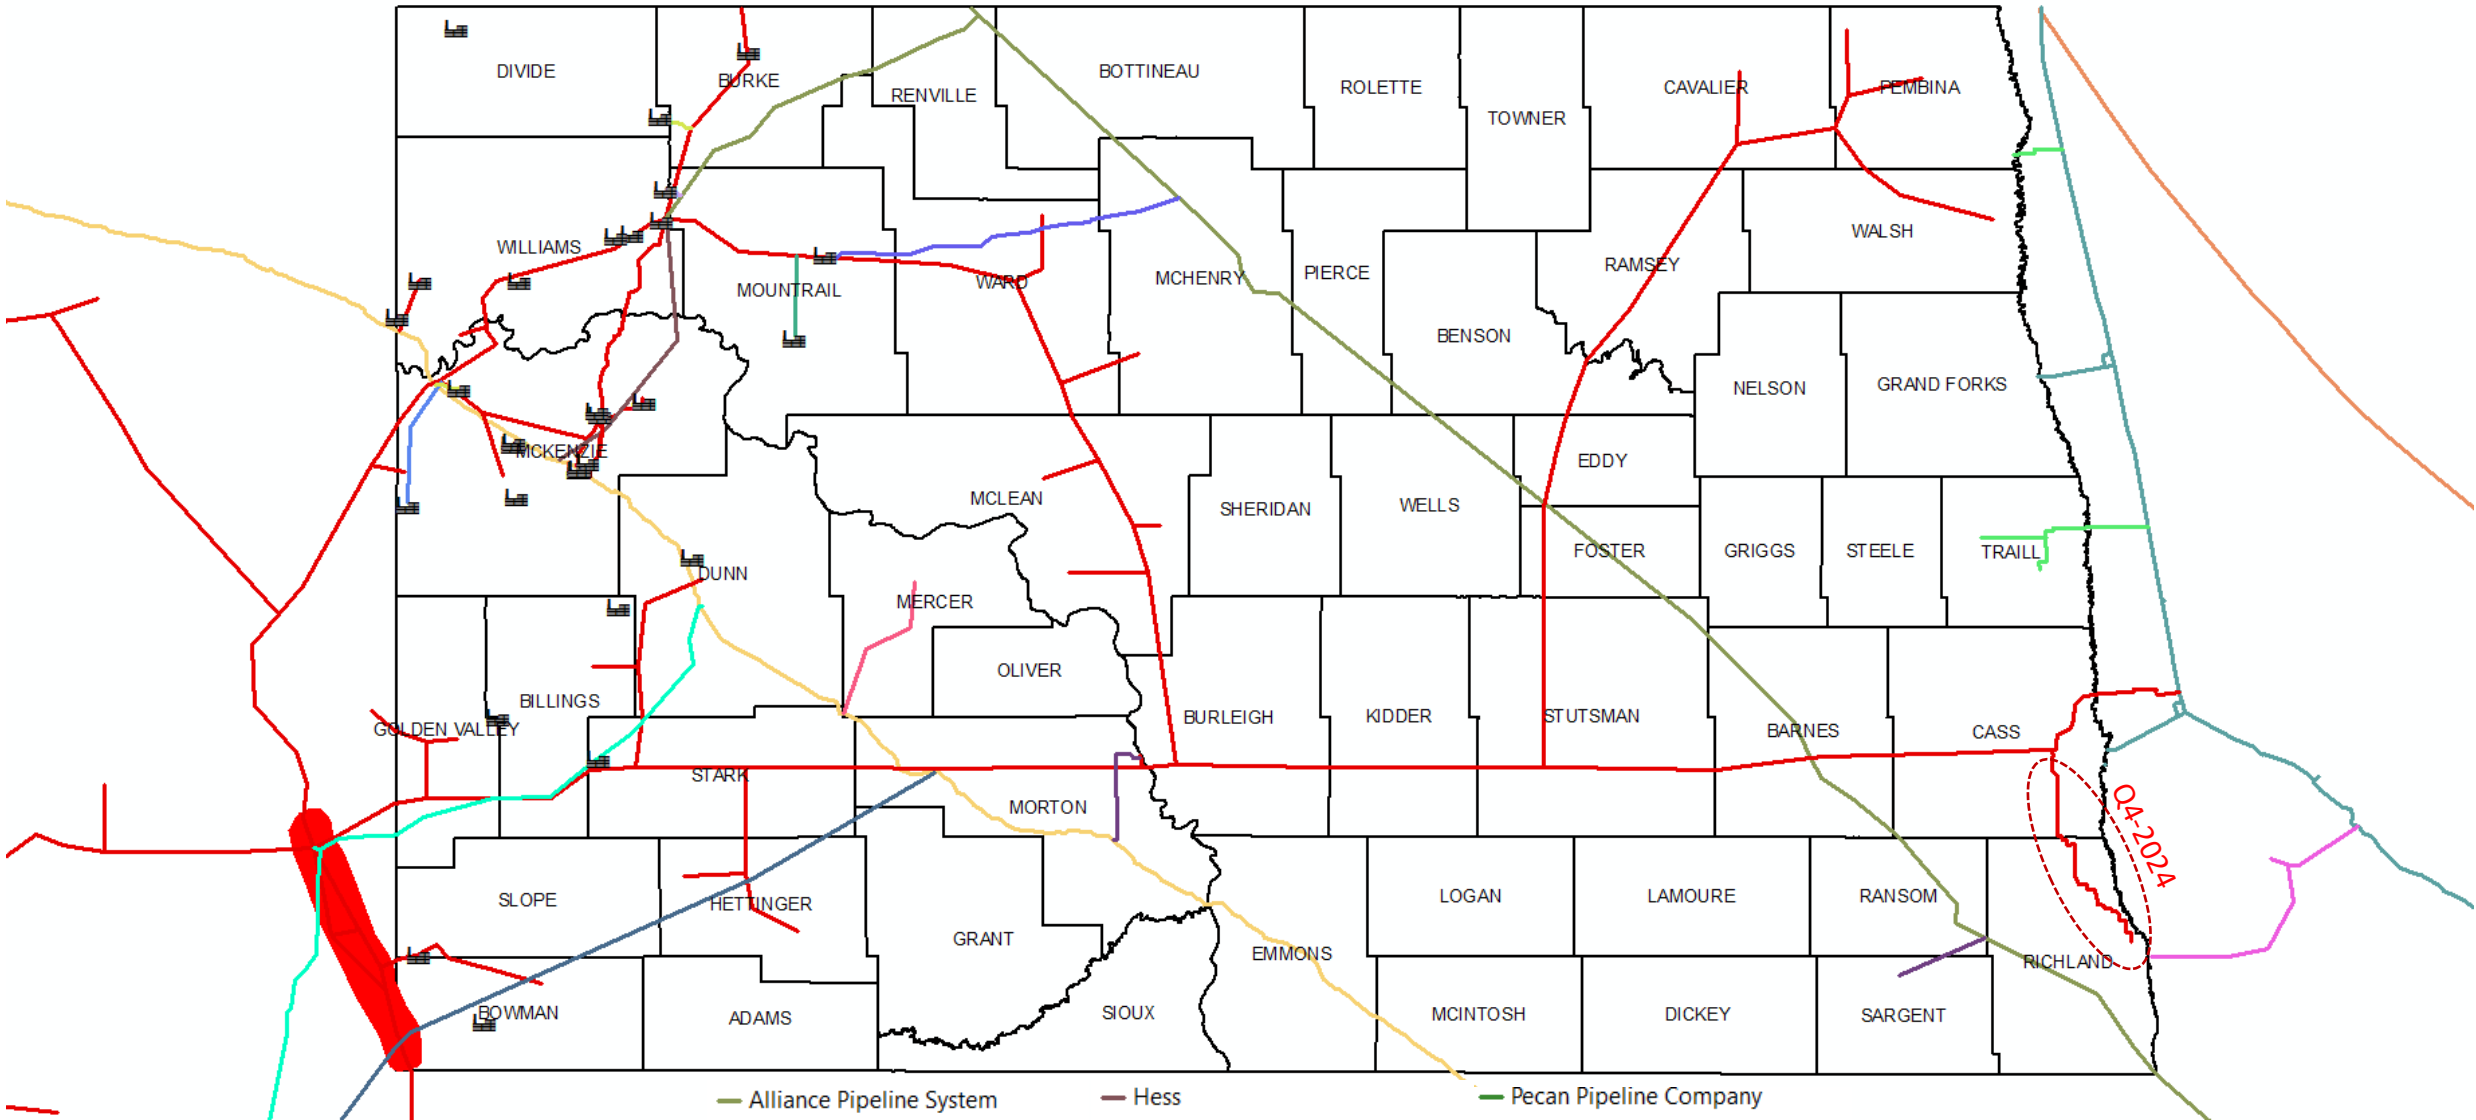 DIVIDE
BURKE
RENVILLE
BOTTINEAU
ROLETTE
TOWNER
CAVALIER
PEMBINA
WILLIAMS
MOUNTRAIL
WARD
MCHENRY
PIERCE
BENSON
RAMSEY
WALSH
NELSON
GRAND FORKS
MCKENZIE
MCLEAN
SHERIDAN
WELLS
EDDY
FOSTER
GRIGGS
STEELE
TRAILL
DUNN
MERCER
OLIVER
BILLINGS
GOLDEN VALLEY
BURLEIGH
KIDDER
STUTSMAN
BARNES
CASS
STARK
MORTON
Q4-2024
SLOPE
HETTINGER
GRANT
EMMONS
LOGAN
LAMOURE
RANSOM
RICHLAND
BOWMAN
ADAMS
SIOUX
MCINTOSH
DICKEY
SARGENT
Alliance Pipeline System
Hess
Pecan Pipeline Company